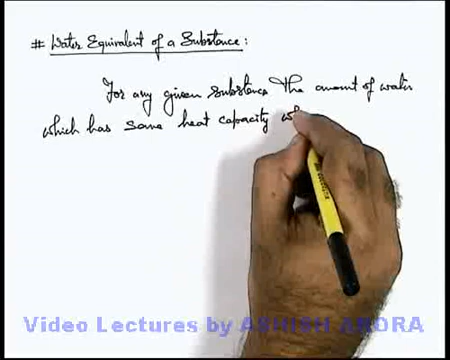 # Water Equivalent of a Substance :
For any given substance the amount of water
which has same heat capacity wh
Video Lectures by ASHISH ARORA